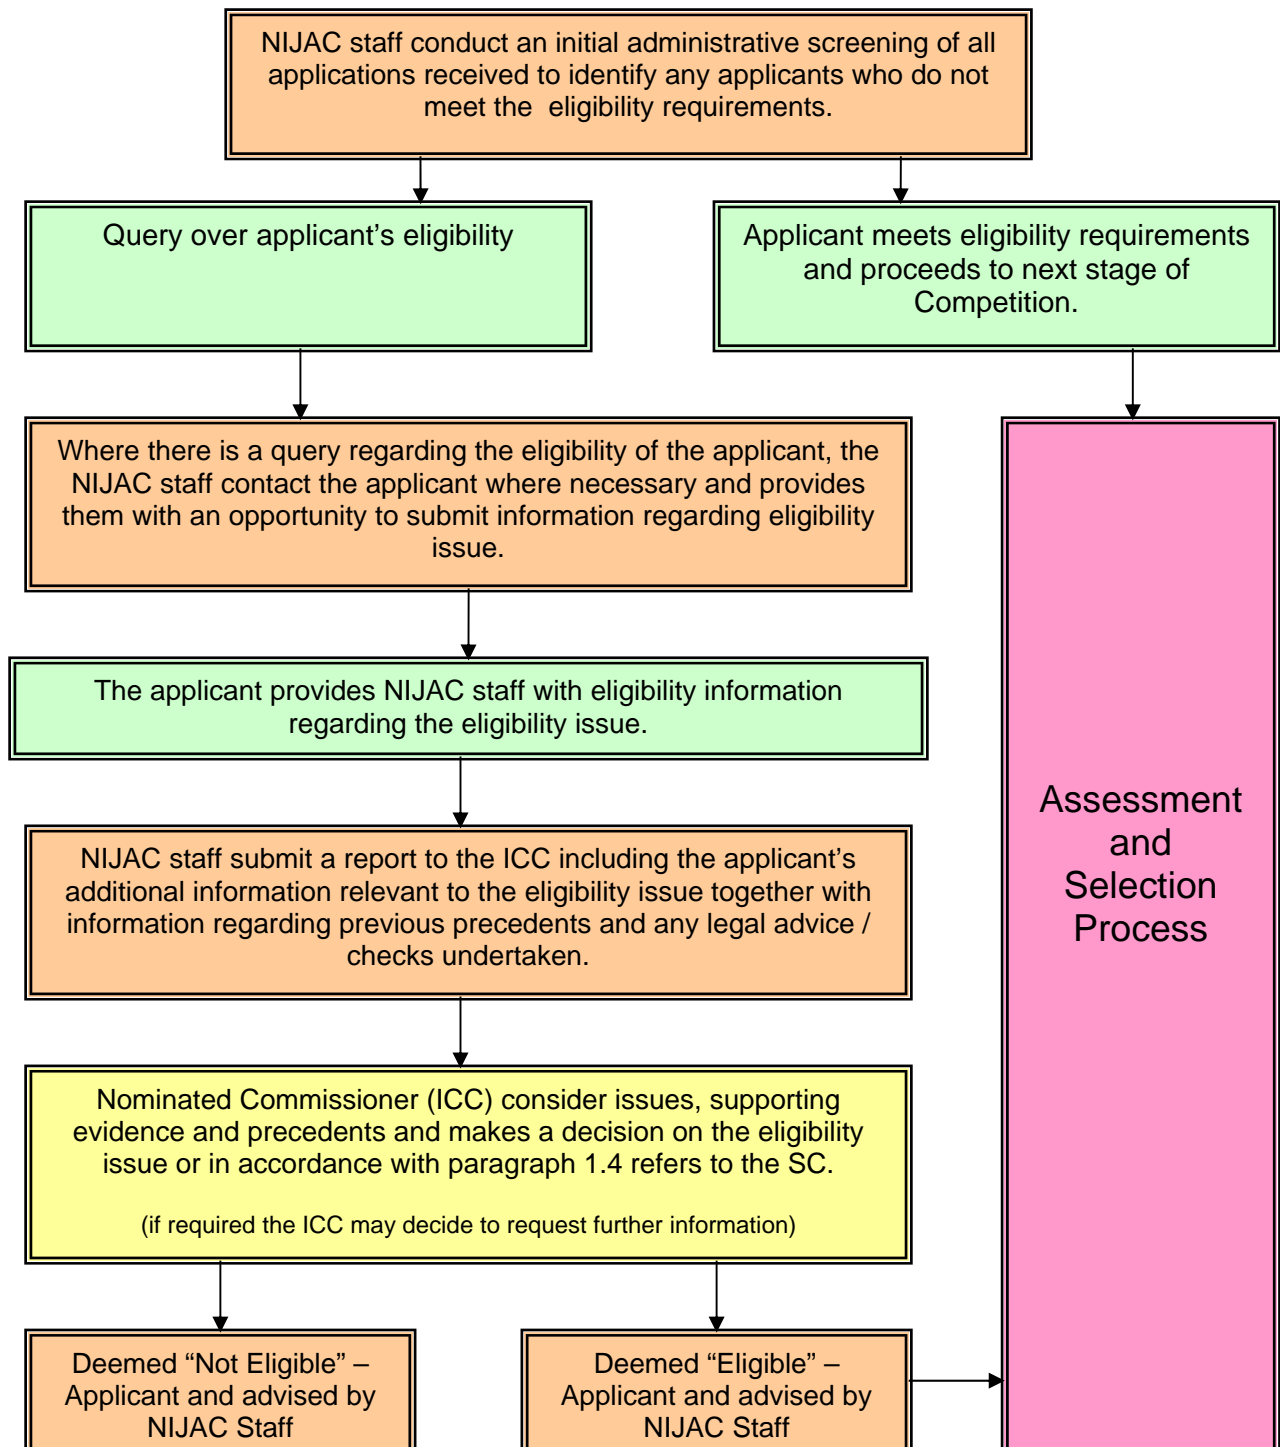 NIJAC staff conduct an initial administrative screening of all
applications received to identify any applicants who do not
meet the eligibility requirements.
Query over applicant’s eligibility
Applicant meets eligibility requirements
and proceeds to next stage of
Competition.
Where there is a query regarding the eligibility of the applicant, the
NIJAC staff contact the applicant where necessary and provides
them with an opportunity to submit information regarding eligibility
issue.
The applicant provides NIJAC staff with eligibility information
regarding the eligibility issue.
NIJAC staff submit a report to the ICC including the applicant’s
additional information relevant to the eligibility issue together with
information regarding previous precedents and any legal advice /
checks undertaken.
Nominated Commissioner (ICC) consider issues, supporting
evidence and precedents and makes a decision on the eligibility
issue or in accordance with paragraph 1.4 refers to the SC.
(if required the ICC may decide to request further information)
Deemed “Not Eligible” –
Applicant and advised by
NIJAC Staff
Deemed “Eligible” –
Applicant and advised by
NIJAC Staff
Assessment
and
Selection
Process